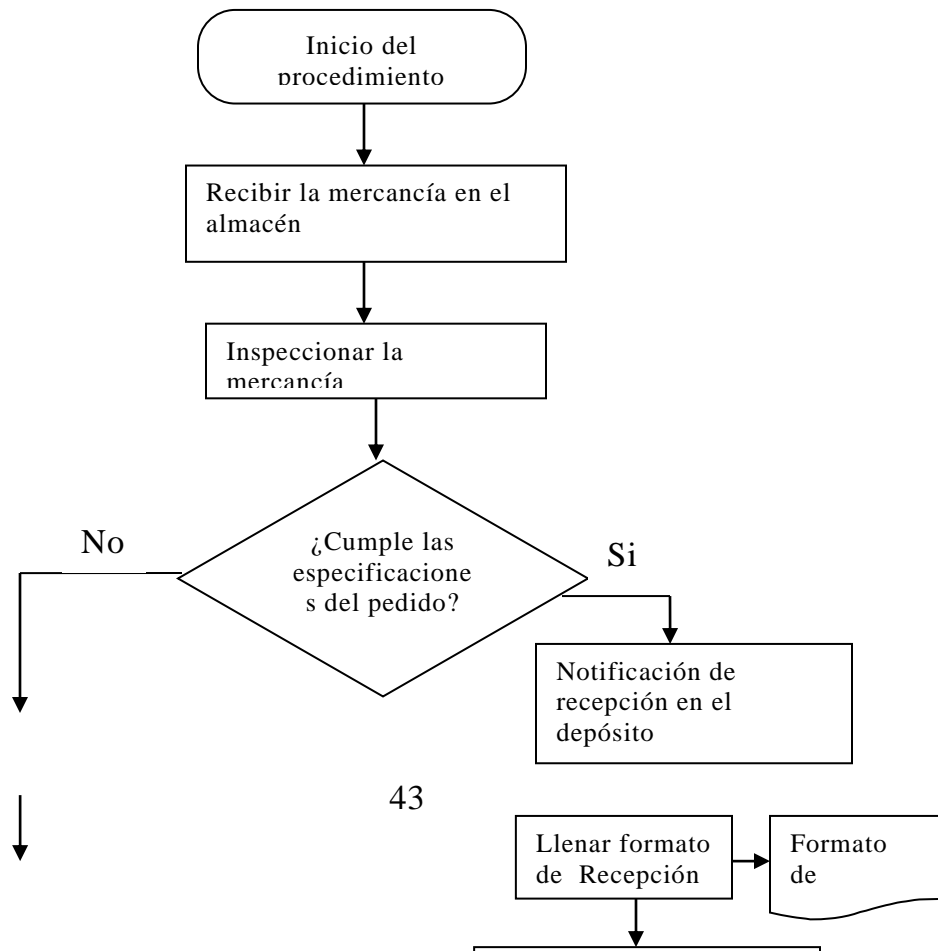 Inicio del
procedimiento
Recibir la mercancía en el
almacén
Inspeccionar la
mercancía
No
¿Cumple las
especificacione
s del pedido?
Si
Notificación de
recepción en el
depósito
43
Llenar formato
de Recepción
Formato
de